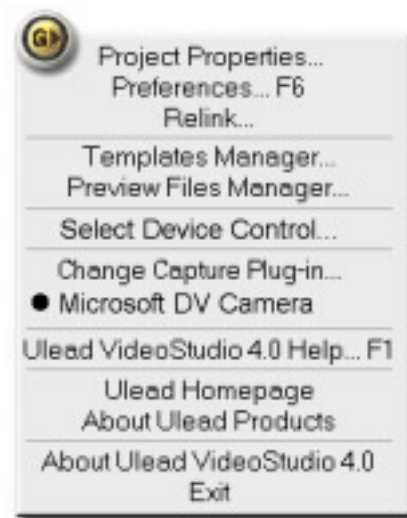 G
Project Properties...
Preferences... F6
Relink...
Templates Manager...
Preview Files Manager...
Select Device Control...
Change Capture Plug-in...
● Microsoft DV Camera
Ulead VideoStudio 4.0 Help... F1
Ulead Homepage
About Ulead Products
About Ulead VideoStudio 4.0
Exit